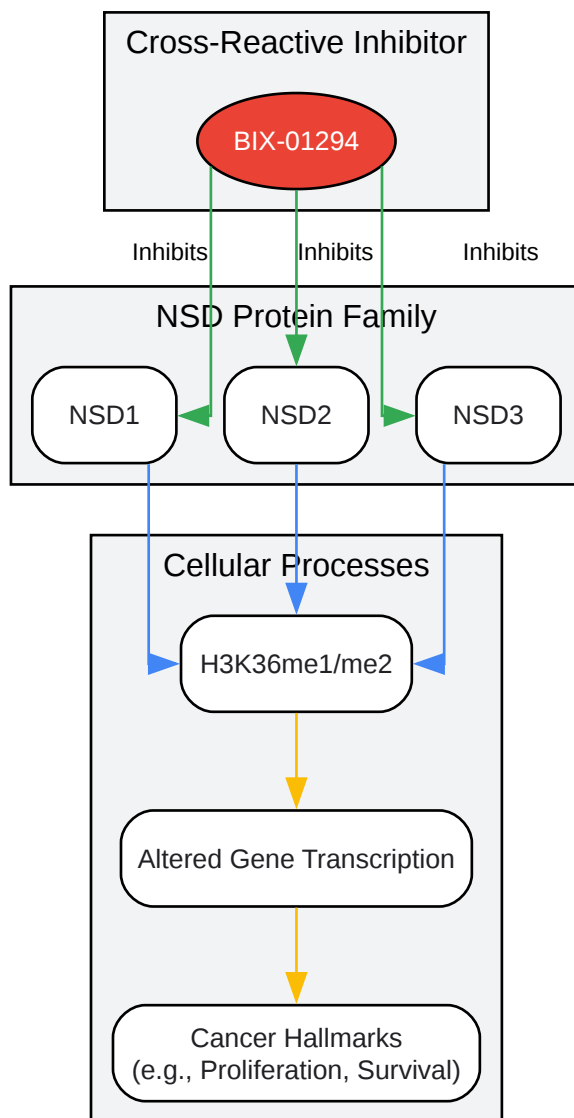 Cross-Reactive Inhibitor
BIX-01294
Inhibits
Inhibits
Inhibits
NSD Protein Family
NSD1
NSD2
NSD3
Cellular Processes
H3K36me1/me2
Altered Gene Transcription
Cancer Hallmarks
(e.g., Proliferation, Survival)